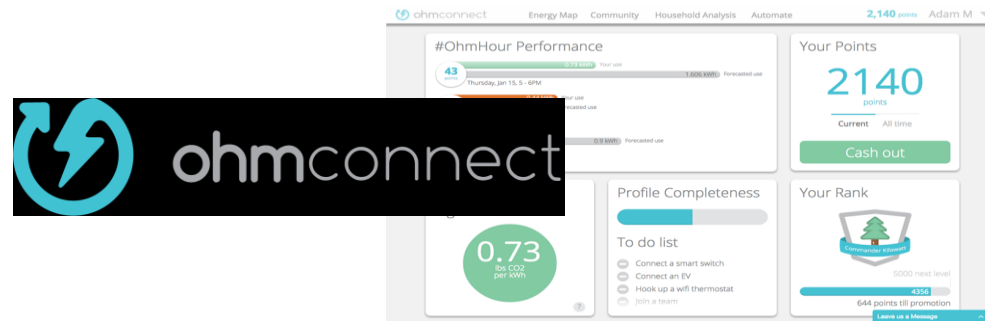 ohmconnect
Energy Map
Community
Household Analysis
Automate
2,140 points
Adam M
#OhmHour Performance
43
points
0.73 kWh
Your use
1.606 kWh
Forecasted use
Thursday, Jan 15, 5 - 6PM
Your use
Forecasted use
0.9 kWh
Forecasted use
Your Points
2140
points
Current
All time
Cash out
ohmconnect
0.73
lbs CO2
per kWh
?
Profile Completeness
To do list
Connect a smart switch
Connect an EV
Hook up a wifi thermostat
Join a team
Your Rank
Commander Kilowatt
5000 next level
4356
644 points till promotion
Leave us a Message